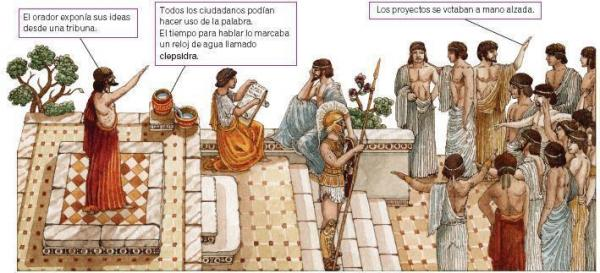 El orador exponía sus ideas
desde una tribuna.
Todos los ciudadanos podían
hacer uso de la palabra.
El tiempo para hablar lo marcaba
un reloj de agua llamado
clepsidra.
Los proyectos se votaban a mano alzada.